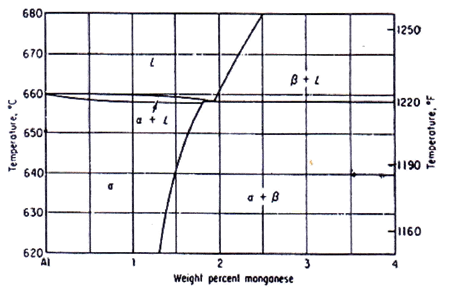 680
670
660
650
640
630
620
Temperature, °C
L
β + L
α + L
α
α + β
1250
1220
1190
1160
Temperature, °F
Al
1
2
3
4
Weight percent manganese